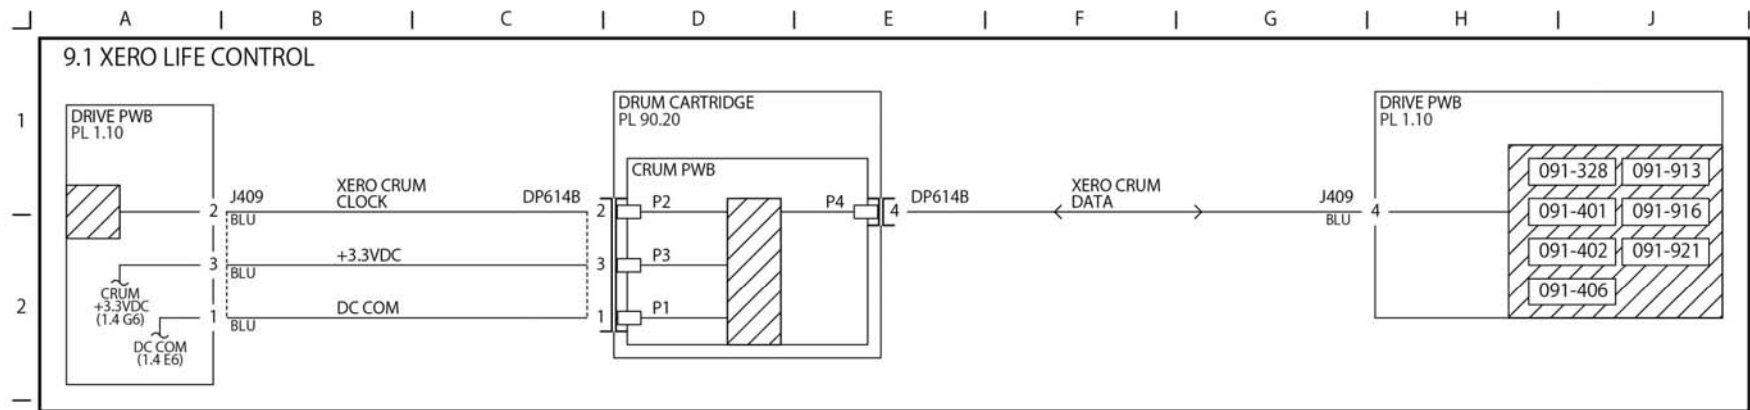 A B C D E F G H J
9.1 XERO LIFE CONTROL
1
2
DRIVE PWB
PL 1.10
2
3
1
CRUM
+3.3VDC
(1.4 G6)
DC COM
(1.4 E6)
J409
BLU
BLU
BLU
XERO CRUM
CLOCK
+3.3VDC
DC COM
DP614B
2
3
1
DRUM CARTRIDGE
PL 90.20
CRUM PWB
P2
P3
P1
P4
4
DP614B
XERO CRUM
DATA
J409
BLU
4
DRIVE PWB
PL 1.10
091-328 091-913
091-401 091-916
091-402 091-921
091-406